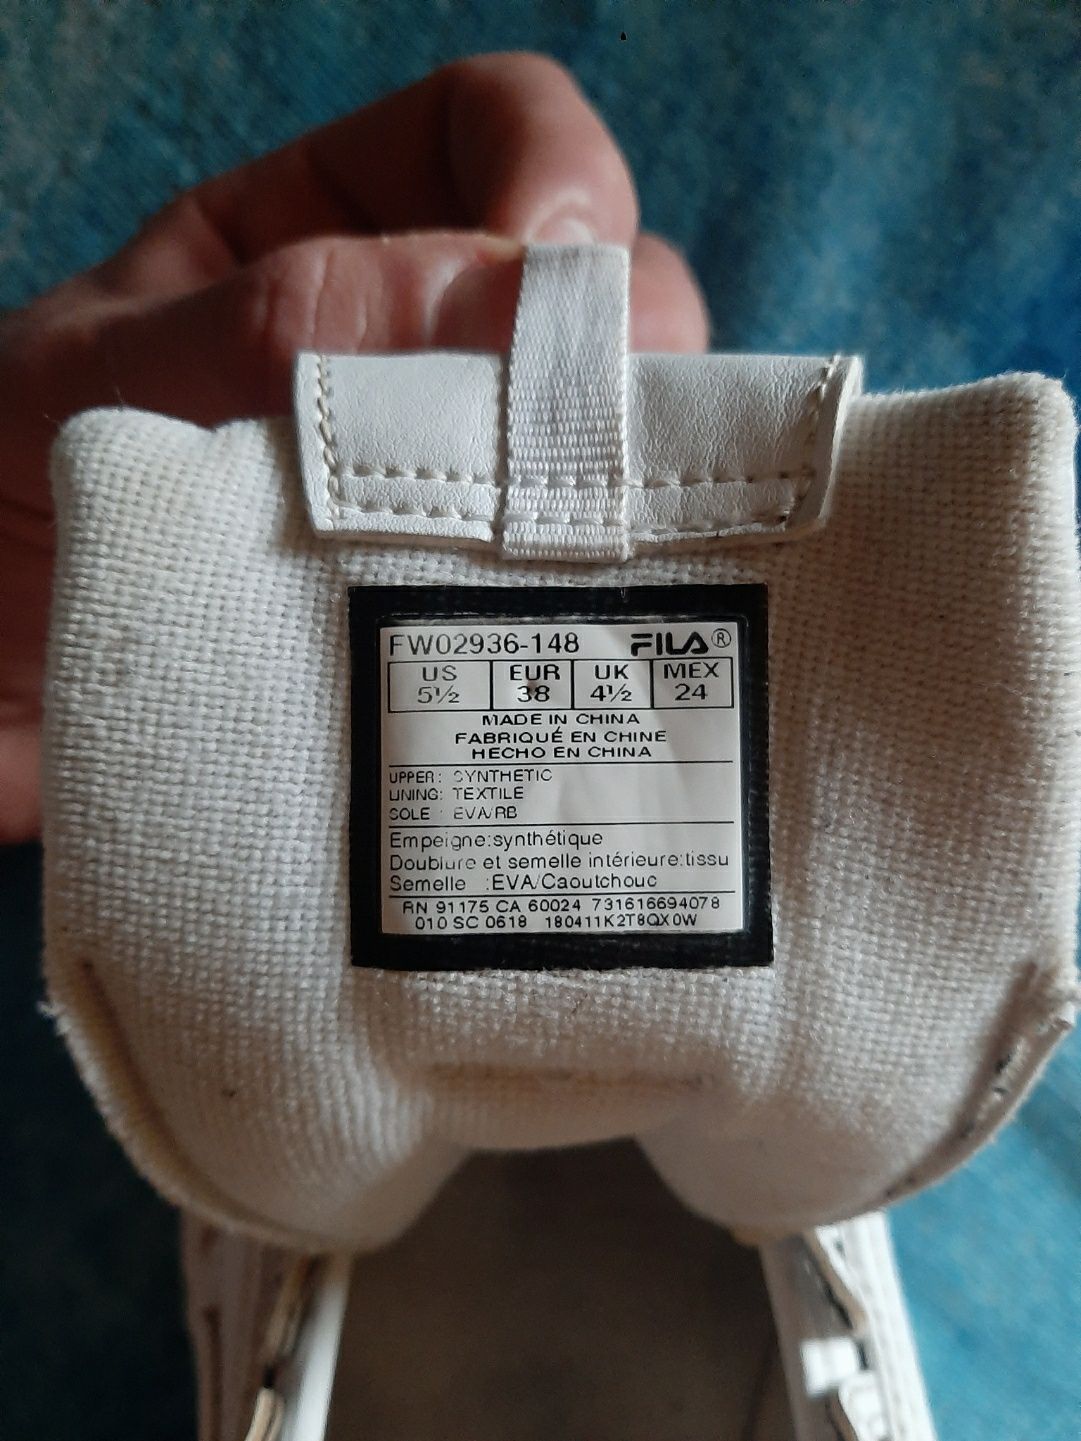 FW02936-148 FILA®
US EUR UK MEX
5½ 38 4½ 24
MADE IN CHINA
FABRIQUÉ EN CHINE
HECHO EN CHINA
UPPER: SYNTHETIC
LINING: TEXTILE
SOLE : EVA/RB
Empeigne:synthétique
Doublure et semelle intérieure:tissu
Semelle :EVA/Caoutchouc
RN 91175 CA 60024 731616694078
010 SC 0618 180411K2T8QX0W